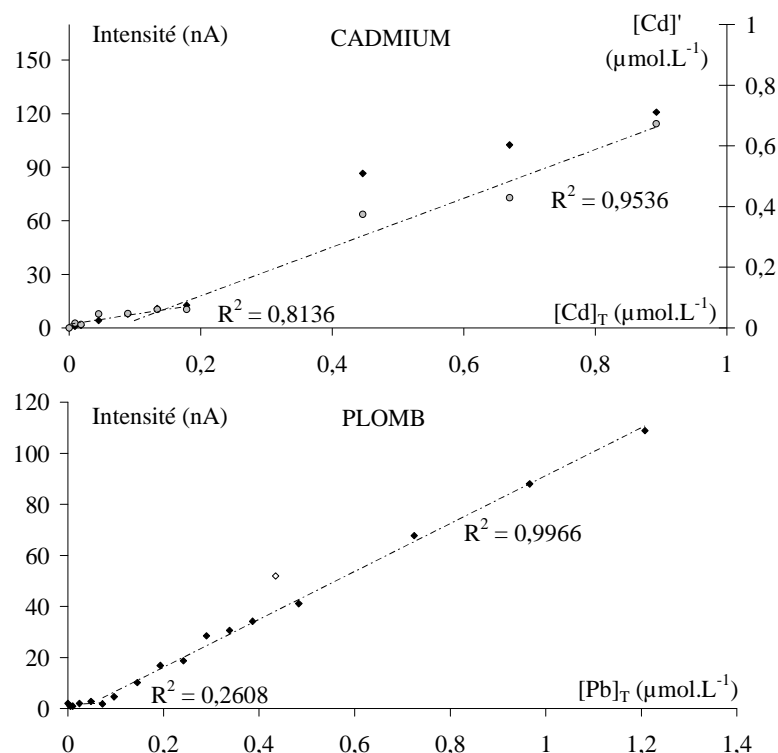 Intensité (nA) CADMIUM [Cd]' 1
(µmol.L⁻¹)
150
120 0,8
90 0,6
R² = 0,9536
60 0,4
30 0,2
R² = 0,8136 [Cd]T (µmol.L⁻¹)
0 0
0 0,2 0,4 0,6 0,8 1
120
Intensité (nA) PLOMB
100
80
R² = 0,9966
60
40
20
R² = 0,2608 [Pb]T (µmol.L⁻¹)
0
0 0,2 0,4 0,6 0,8 1 1,2 1,4